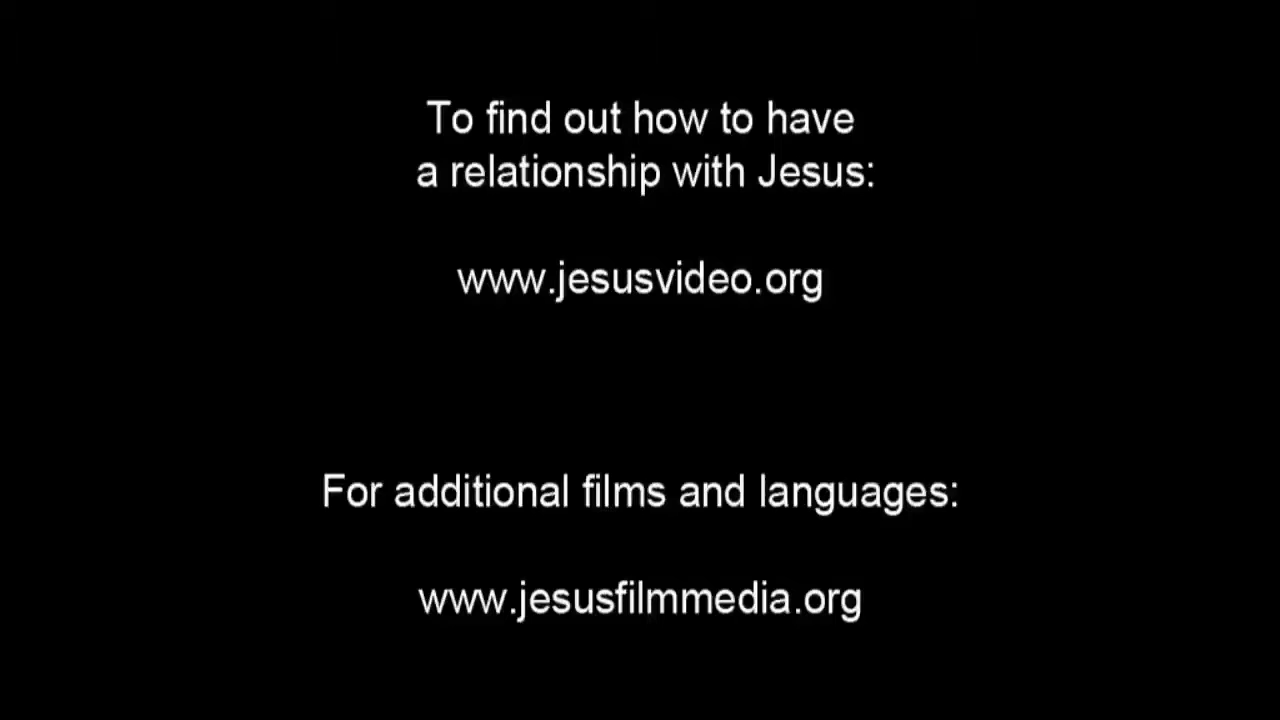 To find out how to have
a relationship with Jesus:
www.jesusvideo.org
For additional films and languages:
www.jesusfilmmedia.org